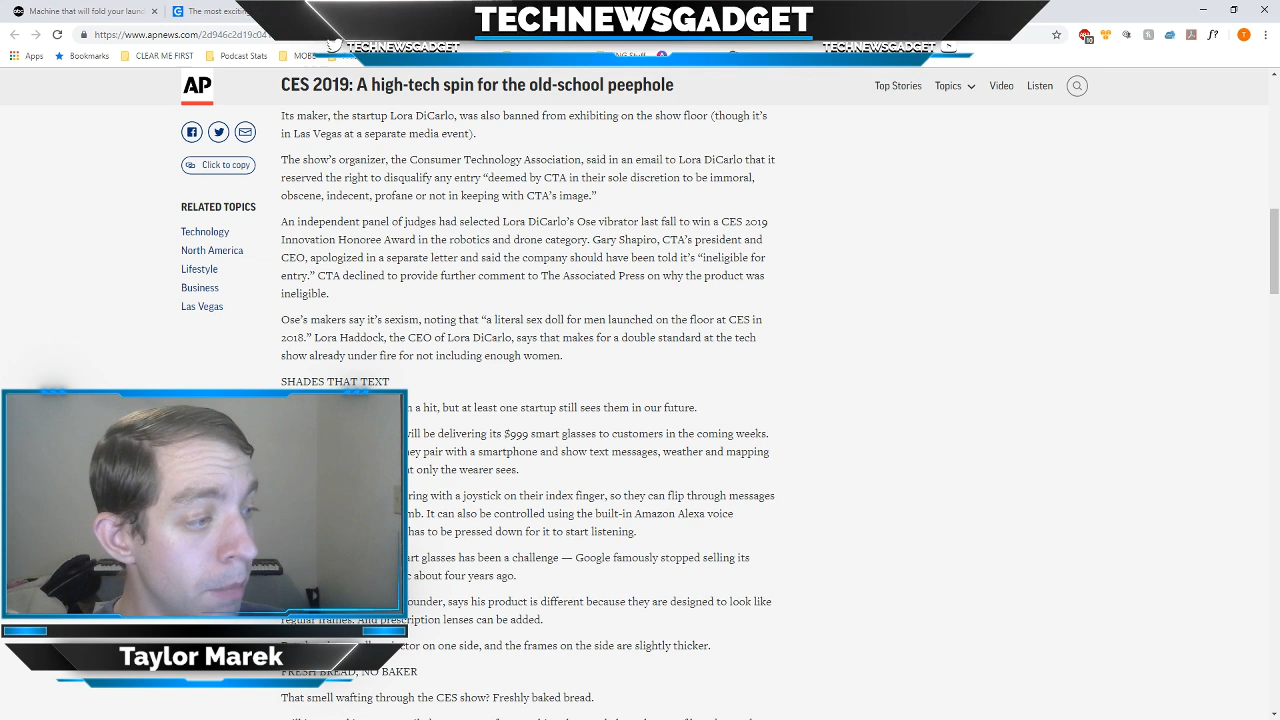 Machine that will fold your laun
The most exciting
https://www.apnews.com/2d946c2d19c04
10
T
TECHNEWSGADGET
TECHNEWSGADGET
TECHNEWSGADGET
Apps
Bookmarks
CLEAR ME FIRST
Podcast Stats
MOBS
AP
CES 2019: A high-tech spin for the old-school peephole
Top Stories
Topics
Video
Listen
Click to copy
RELATED TOPICS
Technology
North America
Lifestyle
Business
Las Vegas
Its maker, the startup Lora DiCarlo, was also banned from exhibiting on the show floor (though it's
in Las Vegas at a separate media event).
The show's organizer, the Consumer Technology Association, said in an email to Lora DiCarlo that it
reserved the right to disqualify any entry “deemed by CTA in their sole discretion to be immoral,
obscene, indecent, profane or not in keeping with CTA's image.”
An independent panel of judges had selected Lora DiCarlo's Ose vibrator last fall to win a CES 2019
Innovation Honoree Award in the robotics and drone category. Gary Shapiro, CTA's president and
CEO, apologized in a separate letter and said the company should have been told it's “ineligible for
entry.” CTA declined to provide further comment to The Associated Press on why the product was
ineligible.
Ose's makers say it's sexism, noting that “a literal sex doll for men launched on the floor at CES in
2018.” Lora Haddock, the CEO of Lora DiCarlo, says that makes for a double standard at the tech
show already under fire for not including enough women.
SHADES THAT TEXT
n a hit, but at least one startup still sees them in our future.
will be delivering its $999 smart glasses to customers in the coming weeks.
hey pair with a smartphone and show text messages, weather and mapping
t only the wearer sees.
ring with a joystick on their index finger, so they can flip through messages
mb. It can also be controlled using the built-in Amazon Alexa voice
has to be pressed down for it to start listening.
art glasses has been a challenge — Google famously stopped selling its
c about four years ago.
ounder, says his product is different because they are designed to look like
regular frames. And prescription lenses can be added.
on one side, and the frames on the side are slightly thicker.
FRESH BREAD, NO BAKER
That smell wafting through the CES show? Freshly baked bread.
Taylor Marek